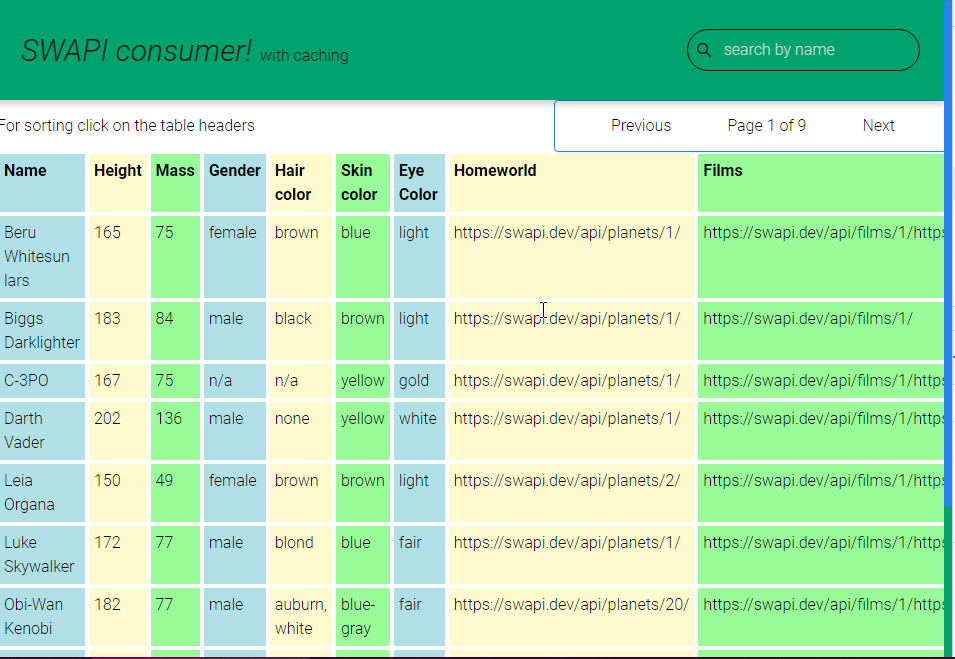 SWAPI consumer! with caching
search by name
For sorting click on the table headers
Previous Page 1 of 9 Next
Name Height Mass Gender Hair color Skin color Eye Color Homeworld Films
Beru Whitesun lars 165 75 female brown blue light https://swapi.dev/api/planets/1/ https://swapi.dev/api/films/1/https
Biggs Darklighter 183 84 male black brown light https://swapi.dev/api/planets/1/ https://swapi.dev/api/films/1/
C-3PO 167 75 n/a n/a yellow gold https://swapi.dev/api/planets/1/ https://swapi.dev/api/films/1/https
Darth Vader 202 136 male none yellow white https://swapi.dev/api/planets/1/ https://swapi.dev/api/films/1/https
Leia Organa 150 49 female brown brown light https://swapi.dev/api/planets/2/ https://swapi.dev/api/films/1/https
Luke Skywalker 172 77 male blond blue fair https://swapi.dev/api/planets/1/ https://swapi.dev/api/films/1/https
Obi-Wan Kenobi 182 77 male auburn, white blue-gray fair https://swapi.dev/api/planets/20/ https://swapi.dev/api/films/1/https